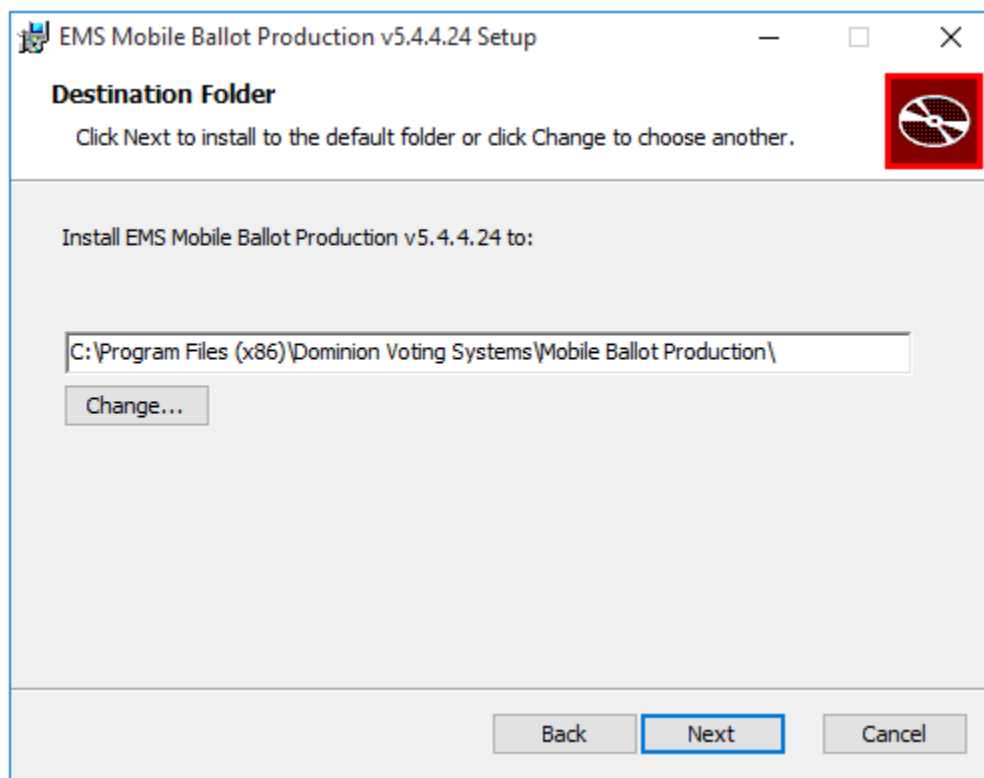 EMS Mobile Ballot Production v5.4.4.24 Setup
Destination Folder
Click Next to install to the default folder or click Change to choose another.
Install EMS Mobile Ballot Production v5.4.4.24 to:
C:\Program Files (x86)\Dominion Voting Systems\Mobile Ballot Production\
Change...
Back Next Cancel